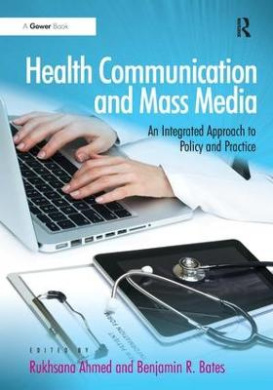 A Gower Book
R
Health Communication
and Mass Media
An Integrated Approach to
Policy and Practice
EDITED BY
Rukhsana Ahmed and Benjamin R. Bates